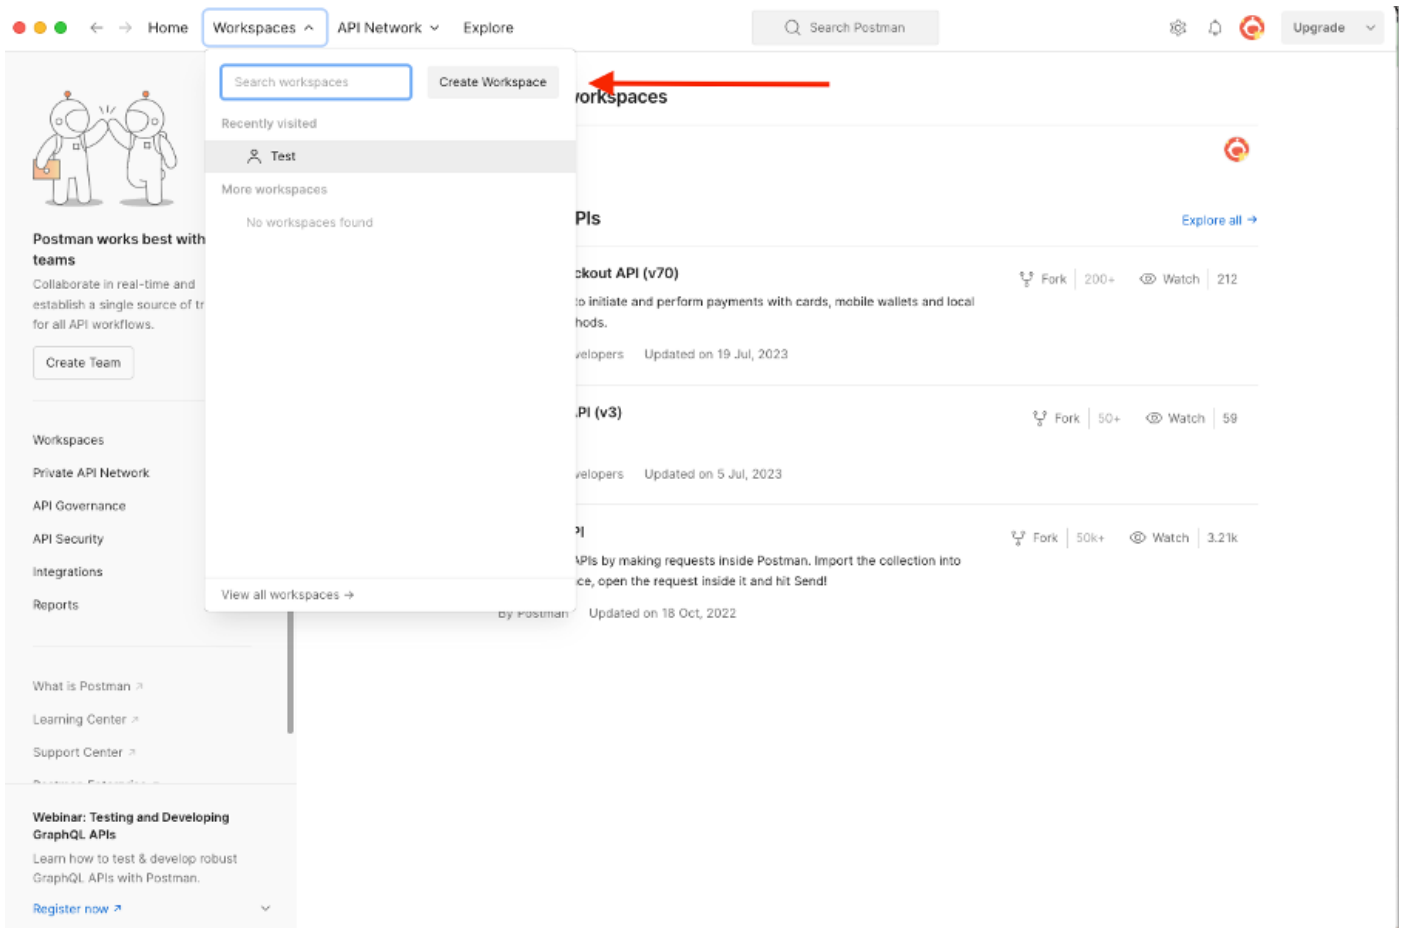 Home Workspaces API Network Explore Search Postman Upgrade
Search workspaces Create Workspace
orkspaces
Recently visited
Test
More workspaces
No workspaces found
PIs Explore all →
Postman works best with
teams
Collaborate in real-time and
establish a single source of tr
for all API workflows.
Create Team
ckout API (v70) Fork 200+ Watch 212
to initiate and perform payments with cards, mobile wallets and local
hods.
velopers Updated on 19 Jul, 2023
PI (v3) Fork 50+ Watch 59
velopers Updated on 5 Jul, 2023
PI Fork 50k+ Watch 3.21k
APIs by making requests inside Postman. Import the collection into
ce, open the request inside it and hit Send!
By Postman Updated on 18 Oct, 2022
Workspaces
Private API Network
API Governance
API Security
Integrations
Reports
View all workspaces →
What is Postman ↗
Learning Center ↗
Support Center ↗
Webinar: Testing and Developing
GraphQL APIs
Learn how to test & develop robust
GraphQL APIs with Postman.
Register now ↗